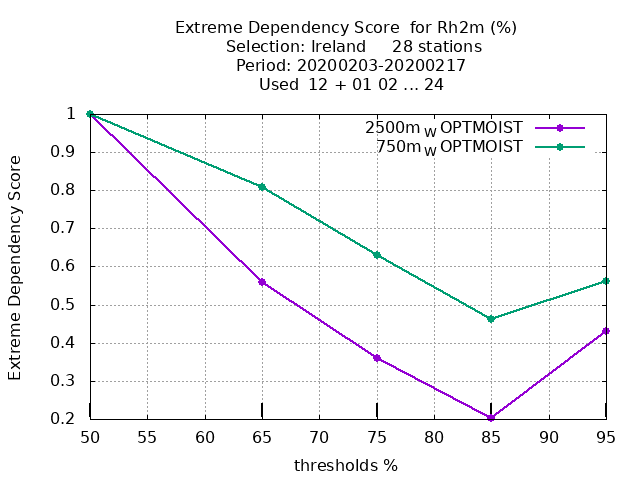 Extreme Dependency Score  for Rh2m (%)
Selection: Ireland     28 stations
Period: 20200203-20200217
Used  12 + 01 02 ... 24
Extreme Dependency Score
1
0.9
0.8
0.7
0.6
0.5
0.4
0.3
0.2
2500m W OPTMOIST
750m W OPTMOIST
50 55 60 65 70 75 80 85 90 95
thresholds %